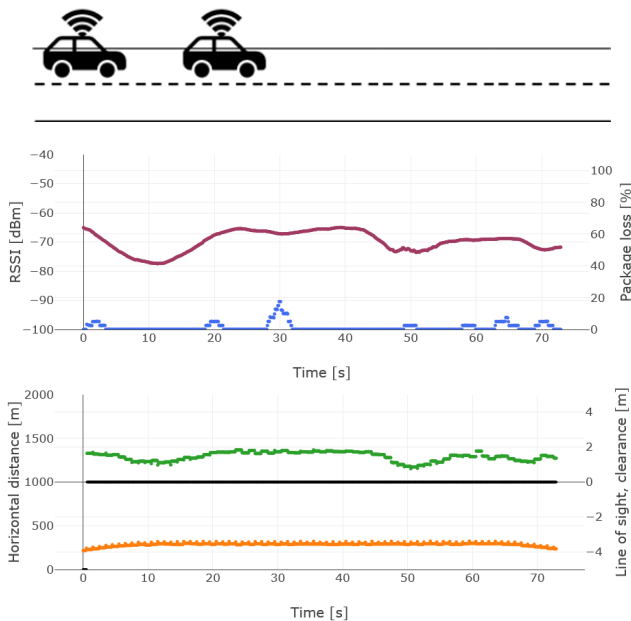 −40
−50
−60
−70
−80
−90
−100
RSSI [dBm]
100
80
60
40
20
0
Package loss [%]
0 10 20 30 40 50 60 70
Time [s]
2000
1500
1000
500
0
Horizontal distance [m]
4
2
0
−2
−4
Line of sight, clearance [m]
0 10 20 30 40 50 60 70
Time [s]